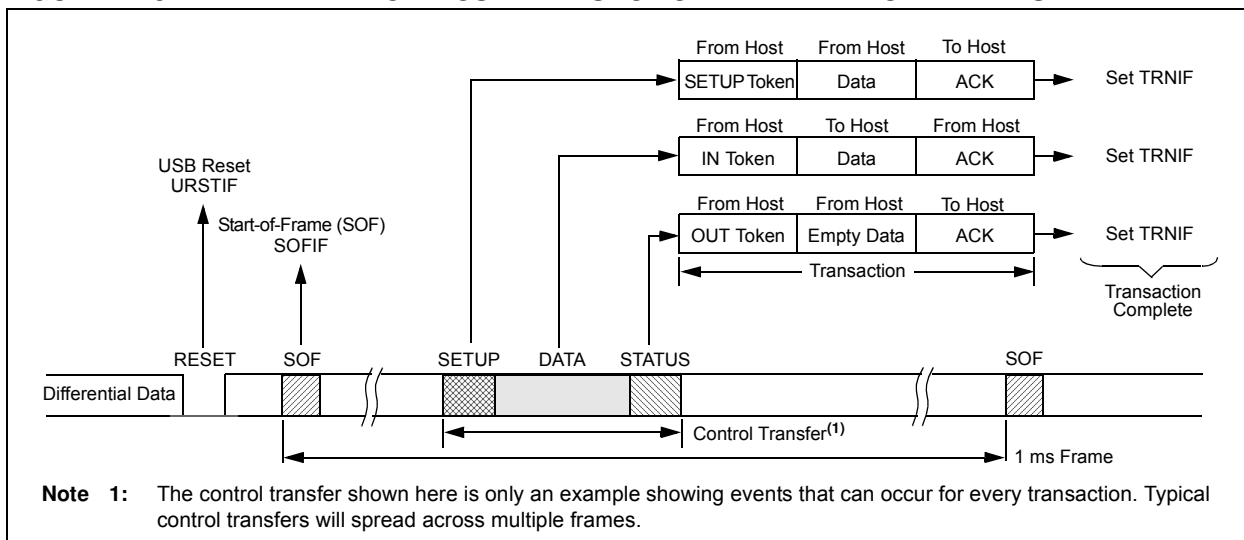 From Host From Host To Host
SETUP Token Data ACK Set TRNIF
From Host To Host From Host
IN Token Data ACK Set TRNIF
USB Reset
URSTIF
From Host From Host To Host
Start-of-Frame (SOF)
SOFIF
OUT Token Empty Data ACK Set TRNIF
Transaction
Transaction
Complete
RESET SOF SETUP DATA STATUS SOF
Differential Data
Control Transfer(1)
1 ms Frame
Note 1: The control transfer shown here is only an example showing events that can occur for every transaction. Typical
control transfers will spread across multiple frames.